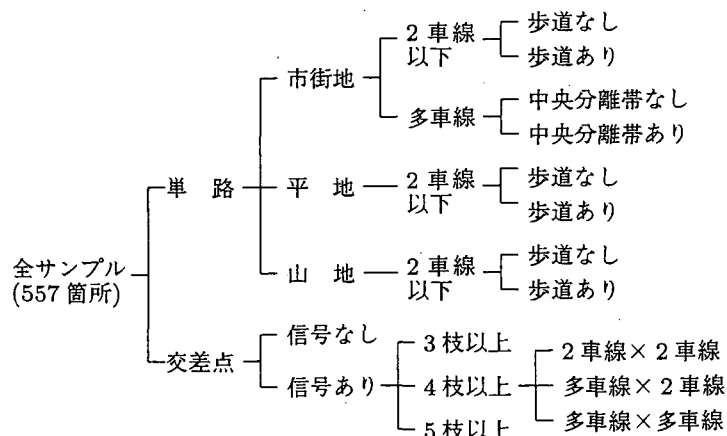 全サンプル
(557 箇所)
単 路
市街地
2 車線
以下
歩道なし
歩道あり
多車線
中央分離帯なし
中央分離帯あり
平 地
2 車線
以下
歩道なし
歩道あり
山 地
2 車線
以下
歩道なし
歩道あり
交差点
信号なし
信号あり
3 枝以上
4 枝以上
2 車線×2 車線
多車線×2 車線
多車線×多車線
5 枝以上